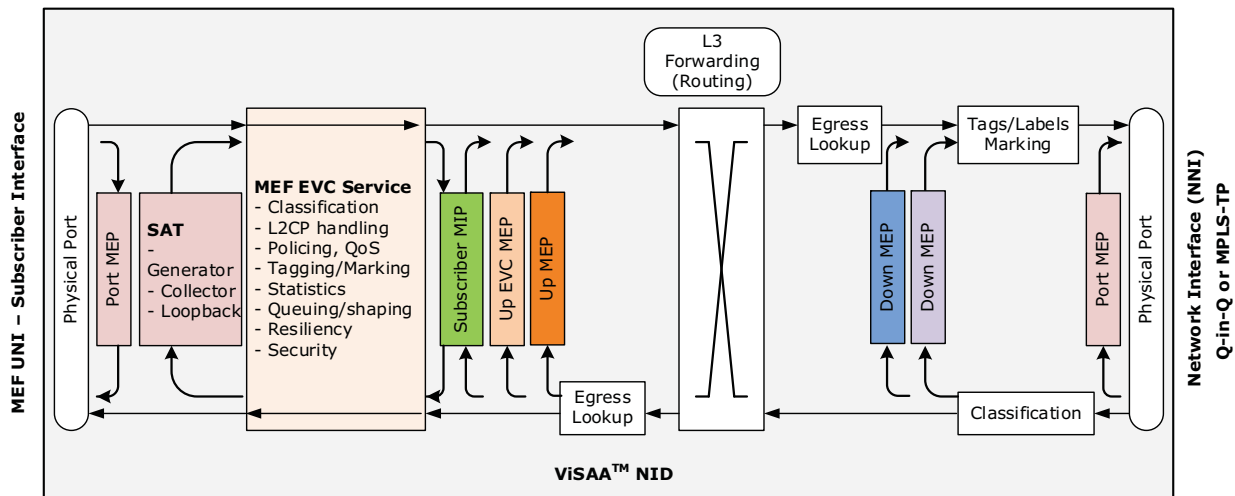 MEF UNI – Subscriber Interface
Physical Port
Port MEP
SAT
-
Generator
- Collector
- Loopback
MEF EVC Service
- Classification
- L2CP handling
- Policing, QoS
- Tagging/Marking
- Statistics
- Queuing/shaping
- Resiliency
- Security
Subscriber MIP
Up EVC MEP
Up MEP
Egress
Lookup
L3
Forwarding
(Routing)
Egress
Lookup
Tags/Labels
Marking
Down MEP
Down MEP
Classification
Port MEP
Physical Port
Network Interface (NNI)
Q-in-Q or MPLS-TP
ViSAA™ NID